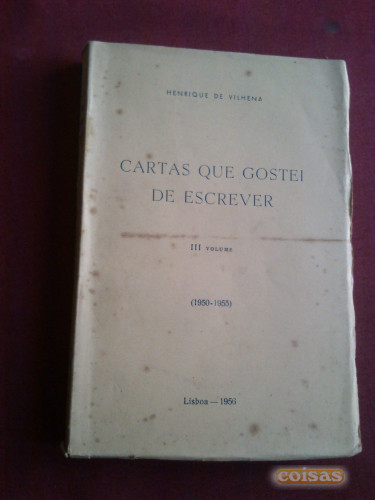 HENRIQUE DE VILHENA
CARTAS QUE GOSTEI
DE ESCREVER
III VOLUME
(1950-1955)
Lisboa — 1956
coisas